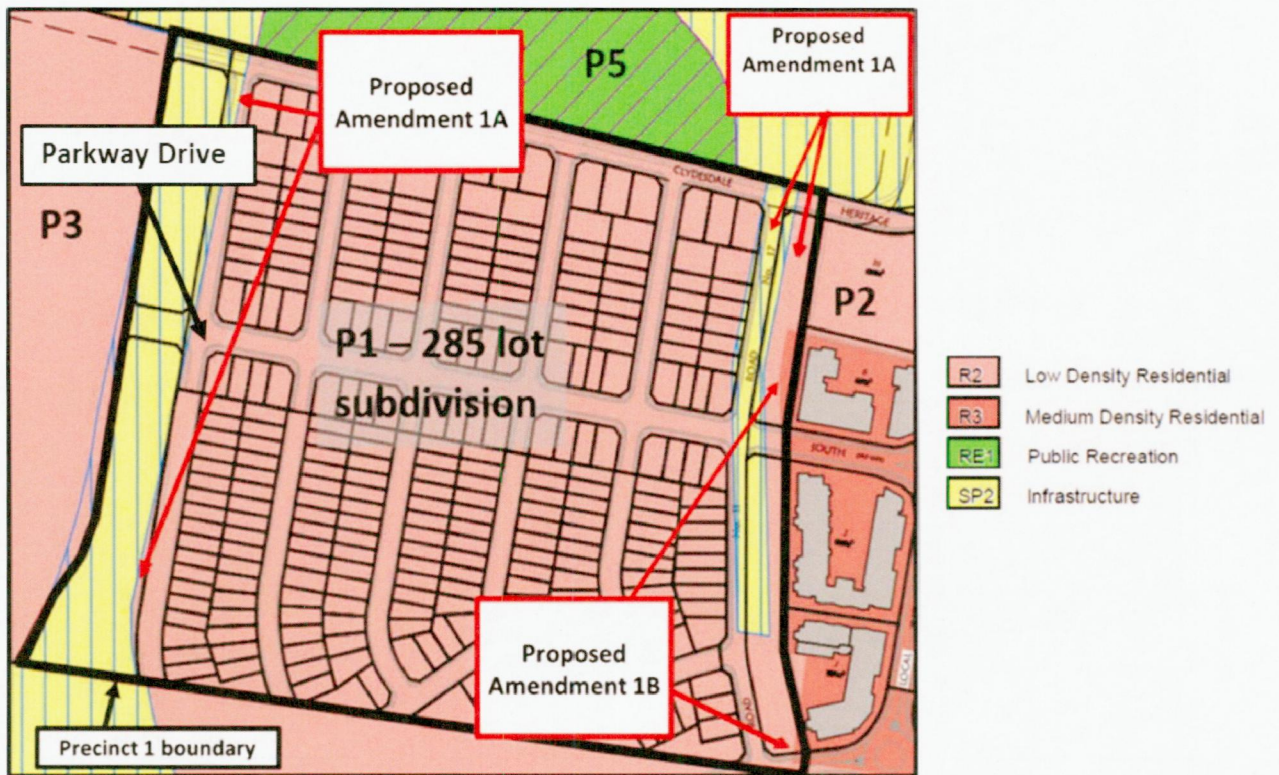 Proposed
Amendment 1A
P5
Proposed
Amendment 1A
Parkway Drive
P3
CLYDESDALE
HERITAGE
P2
P1 – 285 lot
subdivision
ROAD
SOUTH
R2 Low Density Residential
R3 Medium Density Residential
RE1 Public Recreation
SP2 Infrastructure
Proposed
Amendment 1B
ROAD
LOCAL
Precinct 1 boundary